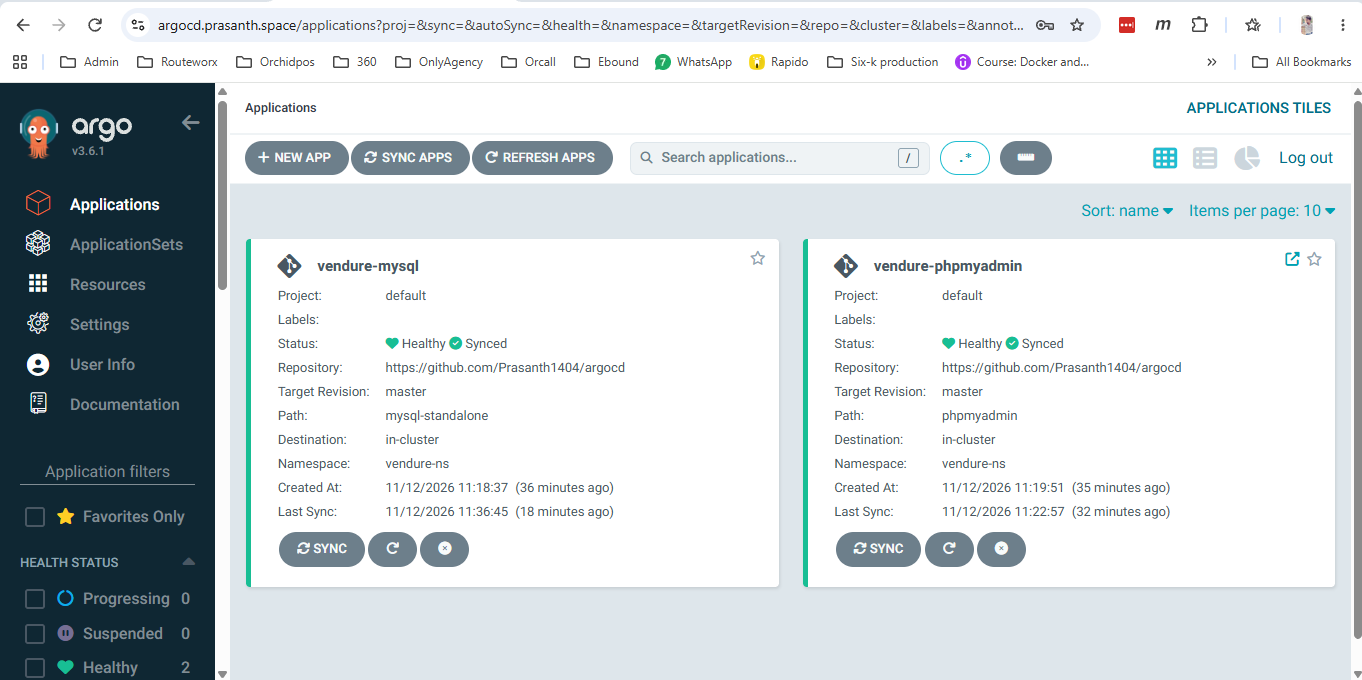 argocd.prasanth.space/applications?proj=&sync=&autoSync=&health=&namespace=&targetRevision=&repo=&cluster=&labels=&annot...
m
Admin Routeworx Orchidpos 360 OnlyAgency Orcall Ebound 7 WhatsApp Rapido Six-k production Course: Docker and... » All Bookmarks
argo
v3.6.1
Applications
ApplicationSets
Resources
Settings
User Info
Documentation
Application filters
Favorites Only
HEALTH STATUS
Progressing 0
Suspended 0
Healthy 2
Applications APPLICATIONS TILES
+ NEW APP SYNC APPS REFRESH APPS Search applications... / .* Log out
Sort: name Items per page: 10
vendure-mysql
Project: default
Labels:
Status: Healthy Synced
Repository: https://github.com/Prasanth1404/argocd
Target Revision: master
Path: mysql-standalone
Destination: in-cluster
Namespace: vendure-ns
Created At: 11/12/2026 11:18:37 (36 minutes ago)
Last Sync: 11/12/2026 11:36:45 (18 minutes ago)
SYNC
vendure-phpmyadmin
Project: default
Labels:
Status: Healthy Synced
Repository: https://github.com/Prasanth1404/argocd
Target Revision: master
Path: phpmyadmin
Destination: in-cluster
Namespace: vendure-ns
Created At: 11/12/2026 11:19:51 (35 minutes ago)
Last Sync: 11/12/2026 11:22:57 (32 minutes ago)
SYNC